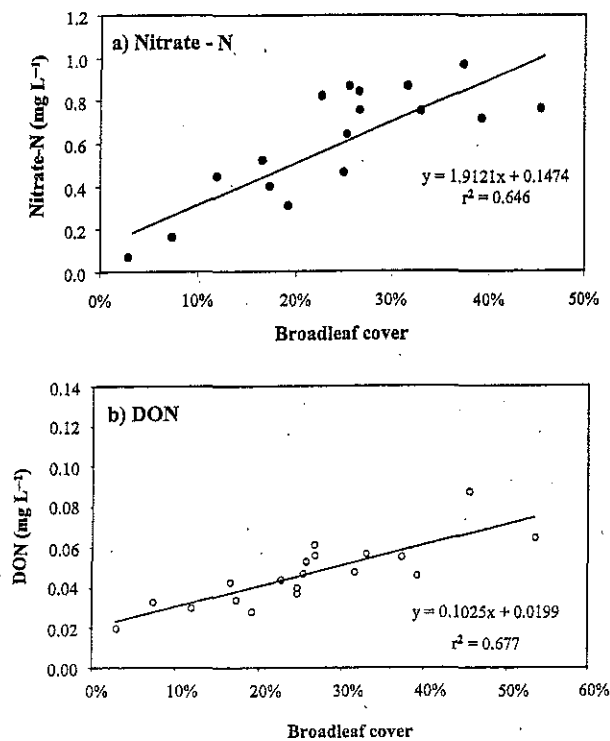 a) Nitrate - N
Nitrate-N (mg L⁻¹)
1.2
1.0
0.8
0.6
0.4
0.2
0.0
y = 1.9121x + 0.1474
r² = 0.646
0% 10% 20% 30% 40% 50%
Broadleaf cover
b) DON
DON (mg L⁻¹)
0.14
0.12
0.10
0.08
0.06
0.04
0.02
0.00
y = 0.1025x + 0.0199
r² = 0.677
0% 10% 20% 30% 40% 50% 60%
Broadleaf cover